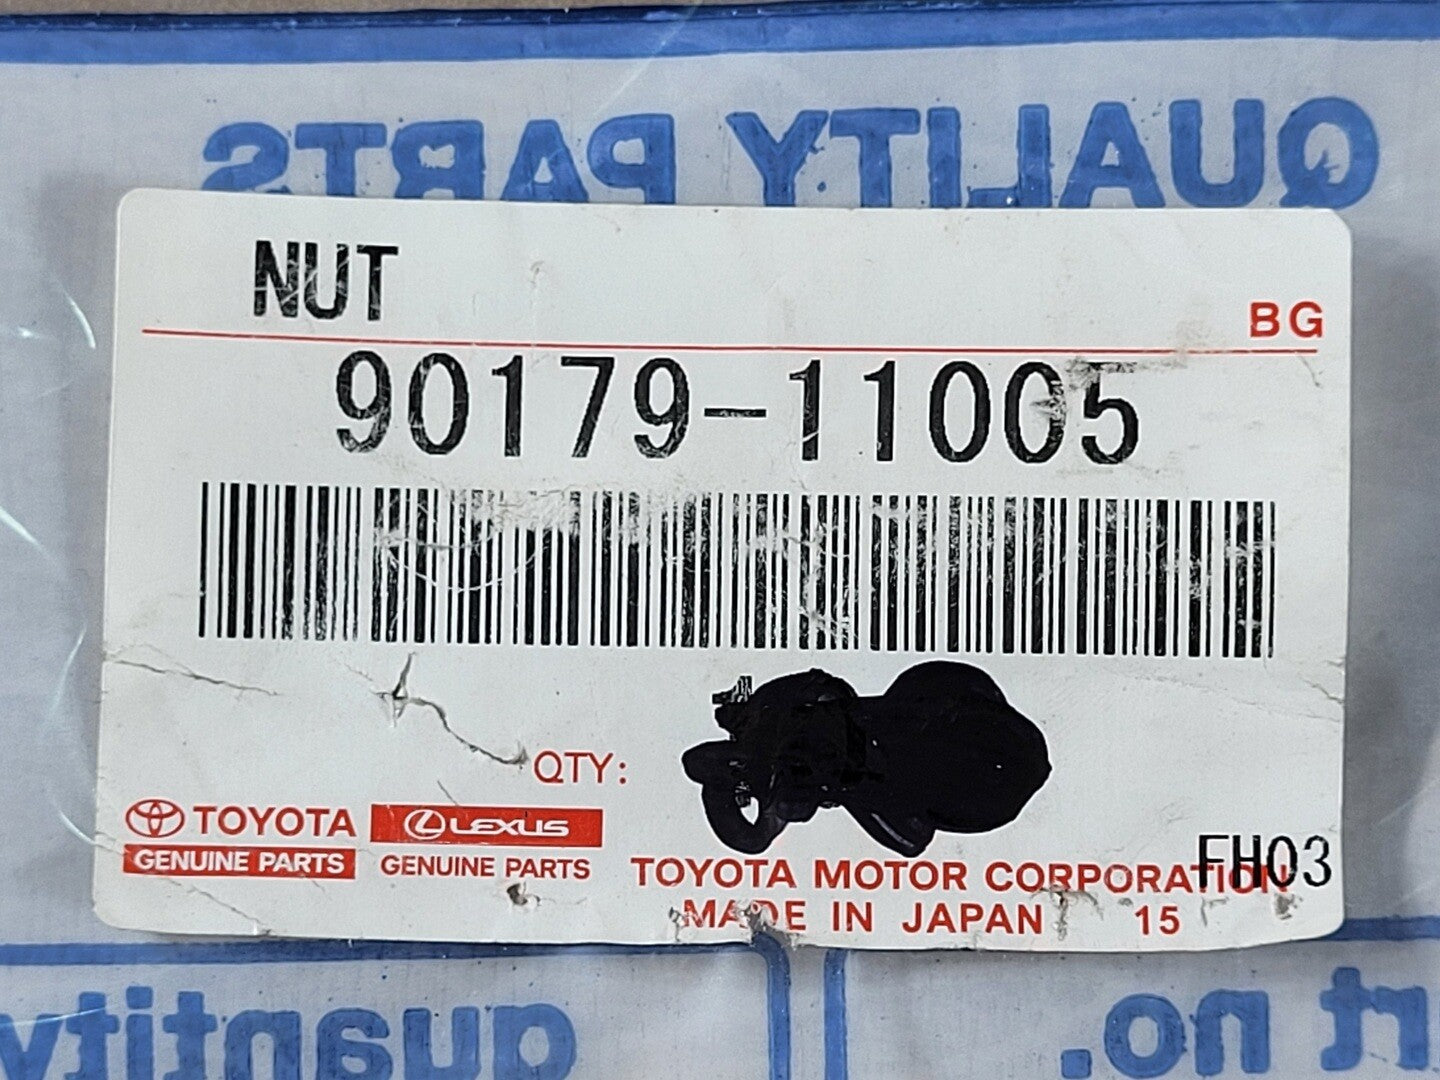 QUALITY PARTS
NUT
BG
90179-11005
QTY:
TOYOTA
GENUINE PARTS
LEXUS
GENUINE PARTS
FH03
TOYOTA MOTOR CORPORATION
MADE IN JAPAN 15
quantity
rt no.